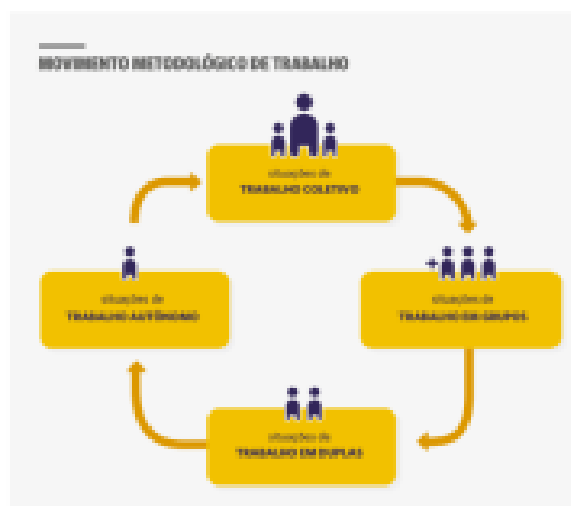 MOVIMENTO METODOLÓGICO DE TRABALHO
situações de
TRABALHO COLETIVO
situações de
TRABALHO AUTÔNOMO
situações de
TRABALHO EM GRUPOS
situações de
TRABALHO EM DUPLAS